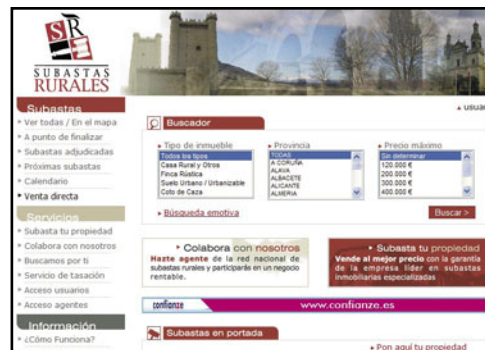 SR
SUBASTAS
RURALES
Subastas
Ver todas / En el mapa
A punto de finalizar
Subastas adjudicadas
Próximas subastas
Calendario
Venta directa
Servicios
Subasta tu propiedad
Colabora con nosotros
Buscamos por ti
Servicio de tasación
Acceso usuarios
Acceso agentes
Información
¿Cómo Funciona?
usuar
Buscador
Tipo de inmueble
Todos los tipos
Casa Rural y Otros
Finca Rústica
Suelo Urbano / Urbanizable
Coto de Caza
Provincia
TODAS
A CORUÑA
ALAVA
ALBACETE
ALICANTE
ALMERIA
Precio máximo
Sin determinar
120.000 €
200.000 €
300.000 €
400.000 €
Búsqueda emotiva
Buscar >
Colabora con nosotros
Hazte agente de la red nacional de
subastas rurales y participarás en un negocio
rentable.
Subasta tu propiedad
Vende al mejor precio con la garantía
de la empresa líder en subastas
inmobiliarias especializadas
confianze
www.confianze.es
Subastas en portada
Pon aquí tu propiedad